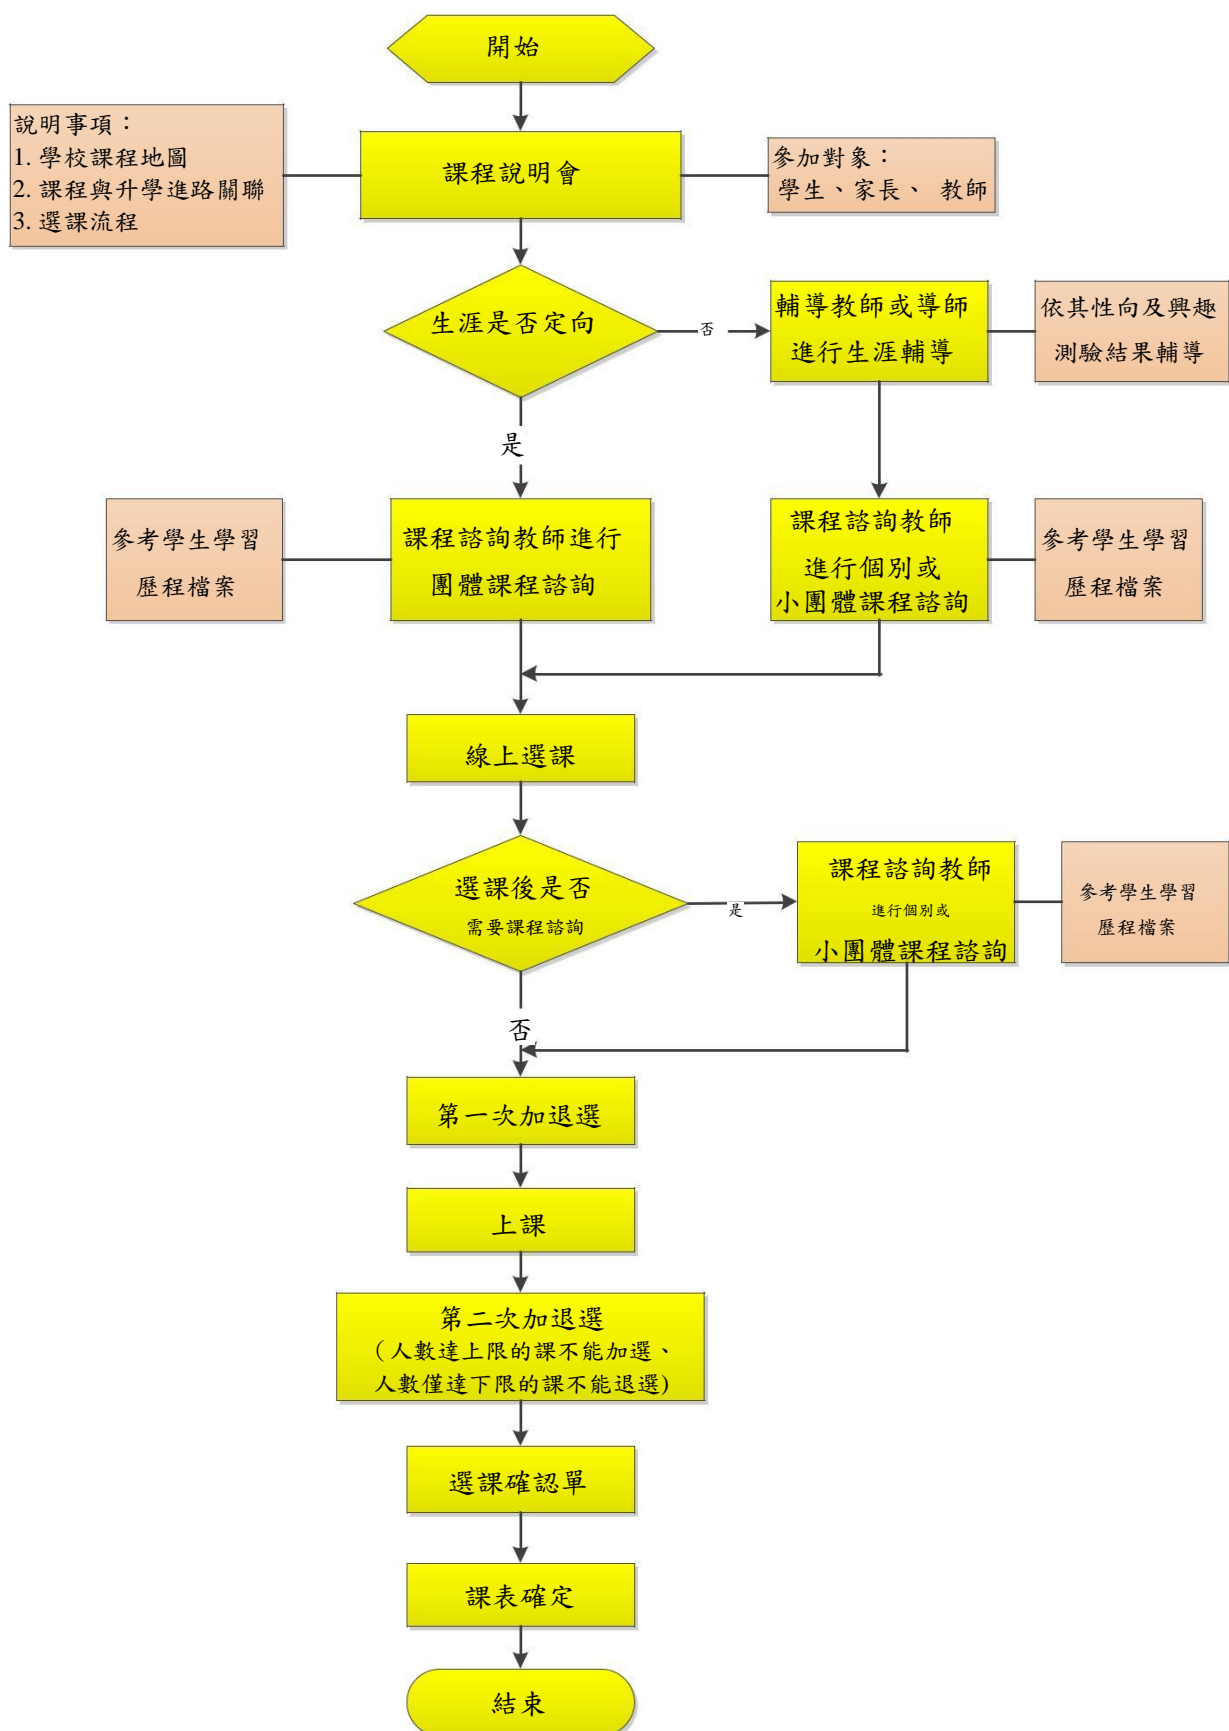 開始
說明事項：
1. 學校課程地圖
2. 課程與升學進路關聯
3. 選課流程
課程說明會
參加對象：
學生、家長、 教師
生涯是否定向
否
輔導教師或導師
進行生涯輔導
依其性向及興趣
測驗結果輔導
是
參考學生學習
歷程檔案
課程諮詢教師進行
團體課程諮詢
課程諮詢教師
進行個別或
小團體課程諮詢
參考學生學習
歷程檔案
線上選課
選課後是否
需要課程諮詢
是
課程諮詢教師
進行個別或
小團體課程諮詢
參考學生學習
歷程檔案
否
第一次加退選
上課
第二次加退選
（人數達上限的課不能加選、
人數僅達下限的課不能退選)
選課確認單
課表確定
結束